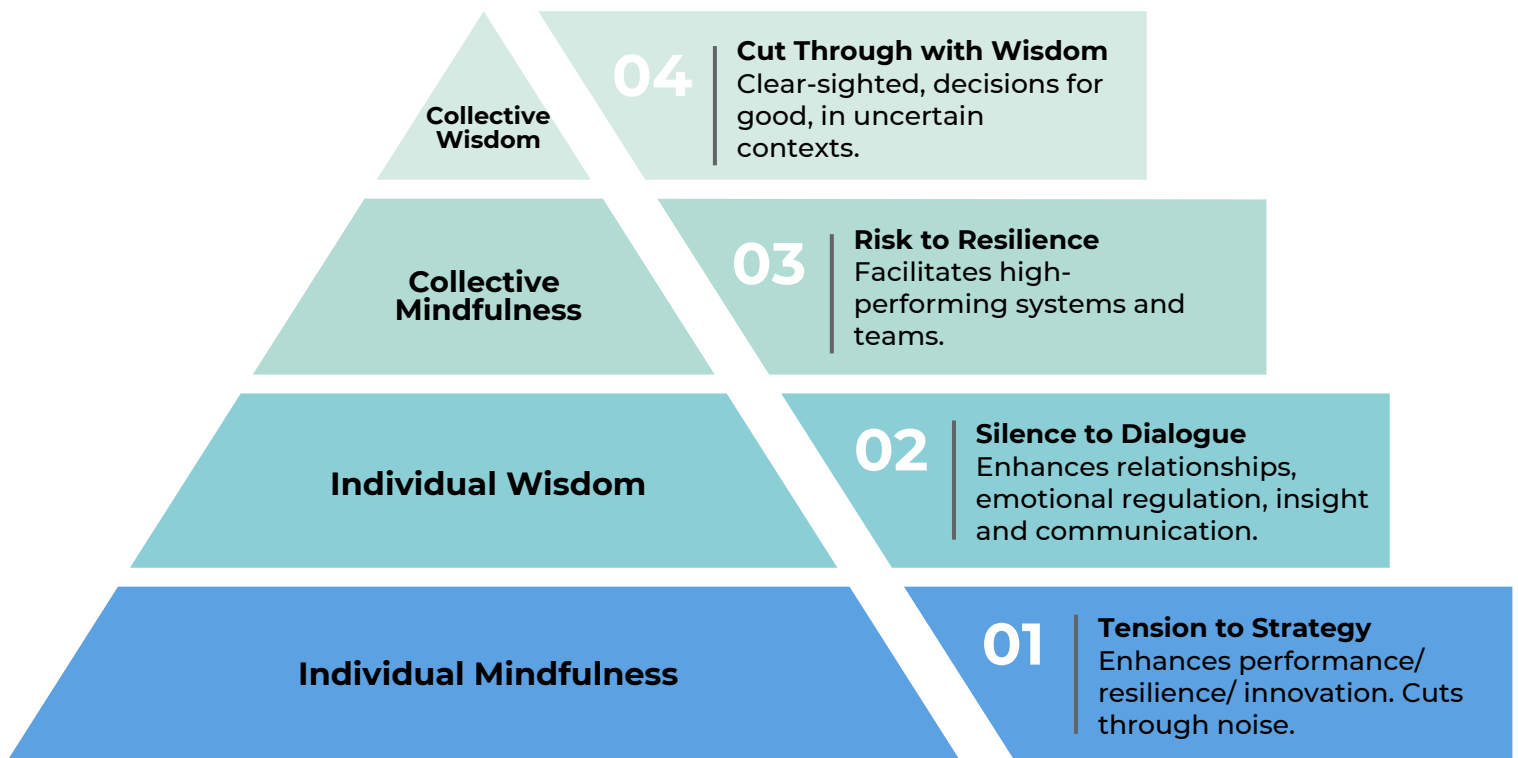 Collective
Wisdom
04
Cut Through with Wisdom
Clear-sighted, decisions for
good, in uncertain
contexts.
Collective
Mindfulness
03
Risk to Resilience
Facilitates high-
performing systems and
teams.
Individual Wisdom
02
Silence to Dialogue
Enhances relationships,
emotional regulation, insight
and communication.
Individual Mindfulness
01
Tension to Strategy
Enhances performance/
resilience/ innovation. Cuts
through noise.